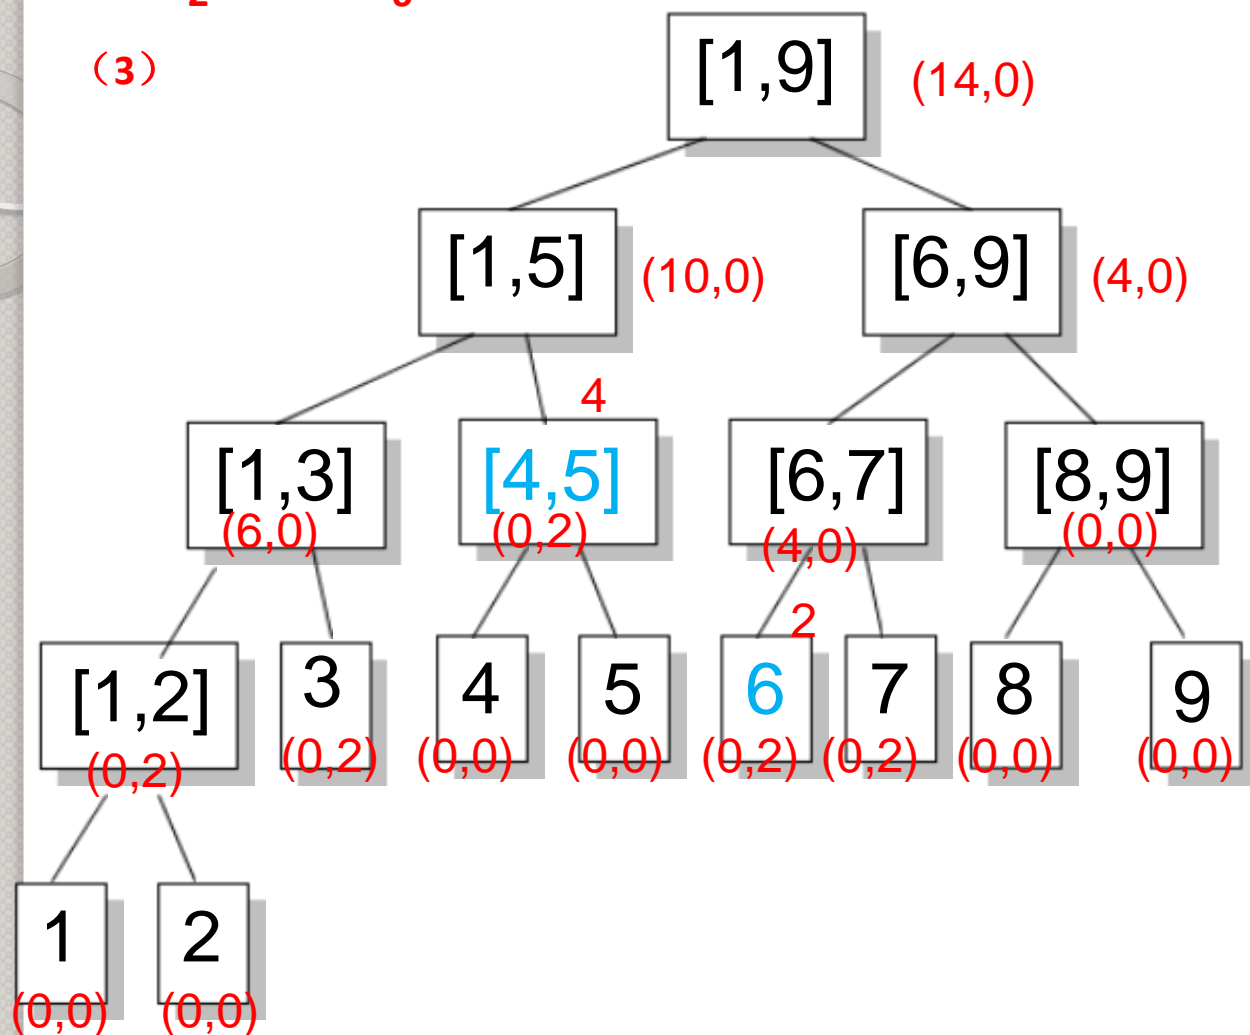 2 6
（3）
[1,9] (14,0)
[1,5] (10,0) [6,9] (4,0)
4
[1,3] [4,5] [6,7] [8,9]
(6,0) (0,2) (4,0) (0,0)
2
[1,2] 3 4 5 6 7 8 9
(0,2) (0,2) (0,0) (0,0) (0,2) (0,2) (0,0) (0,0)
1 2
(0,0) (0,0)